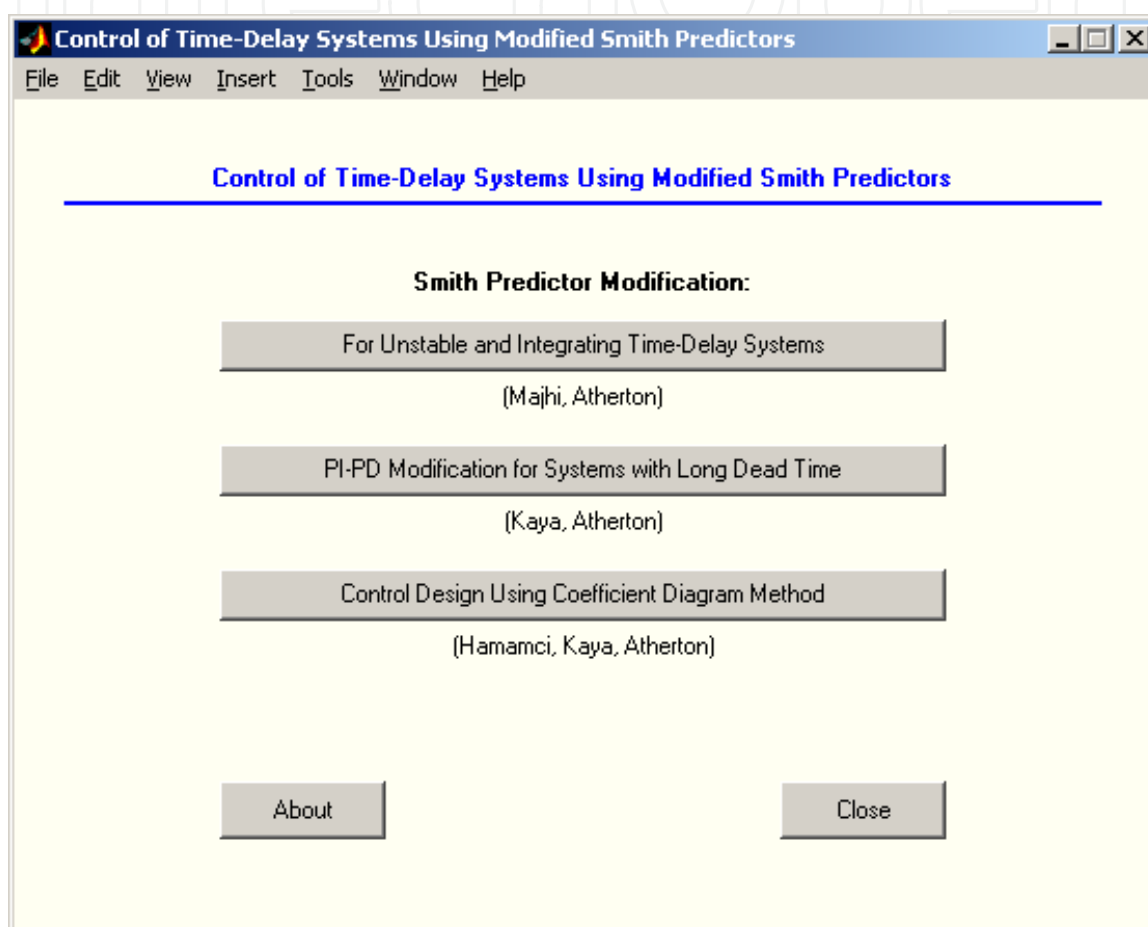 Control of Time-Delay Systems Using Modified Smith Predictors
File Edit View Insert Tools Window Help
Control of Time-Delay Systems Using Modified Smith Predictors
Smith Predictor Modification:
For Unstable and Integrating Time-Delay Systems
(Majhi, Atherton)
PI-PD Modification for Systems with Long Dead Time
(Kaya, Atherton)
Control Design Using Coefficient Diagram Method
(Hamamci, Kaya, Atherton)
About Close